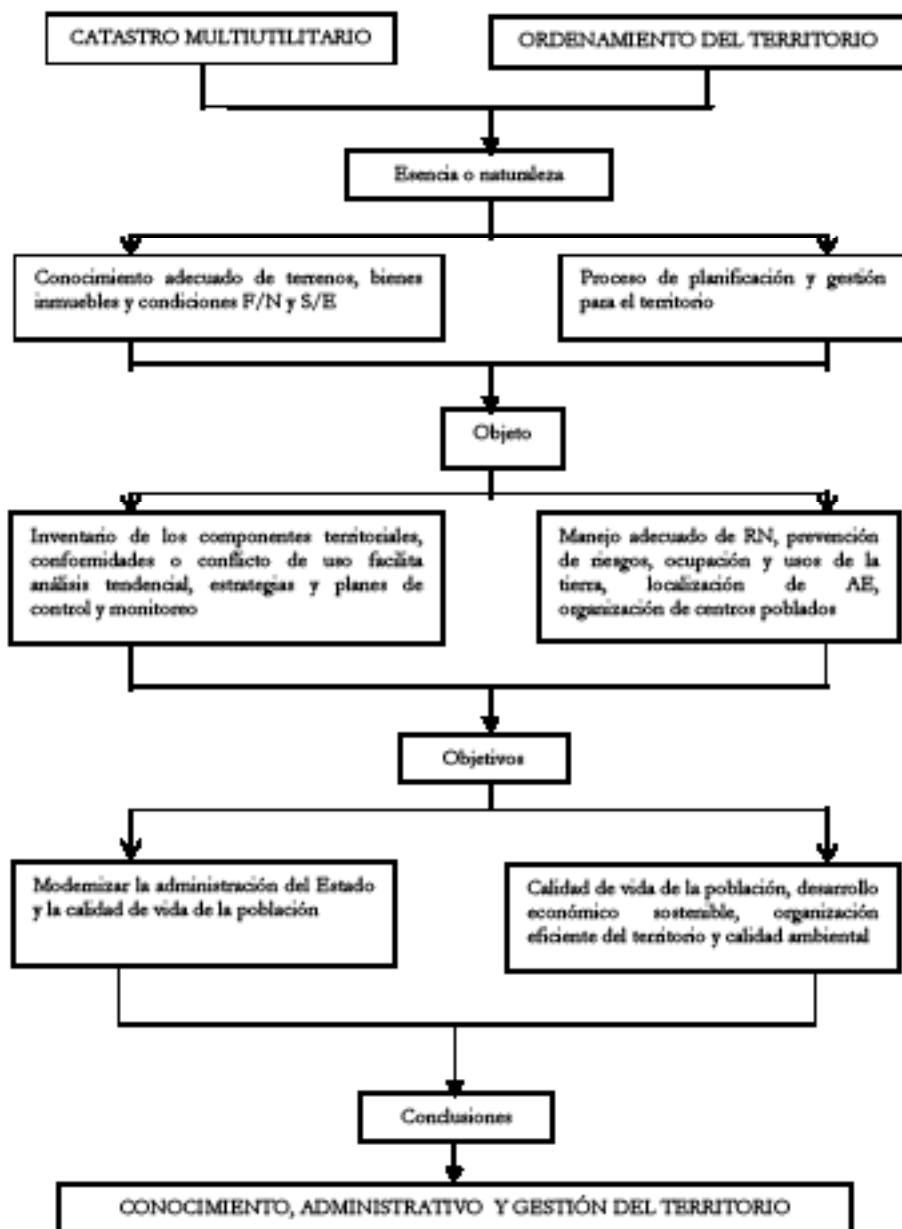 CATASTRO MULTIUTILITARIO
ORDENAMIENTO DEL TERRITORIO
Esencia o naturaleza
Conocimiento adecuado de terrenos, bienes
inmuebles y condiciones F/N y S/E
Proceso de planificación y gestión
para el territorio
Objeto
Inventario de los componentes territoriales,
conformidades o conflicto de uso facilita
análisis tendencial, estrategias y planes de
control y monitoreo
Manejo adecuado de RN, prevención
de riesgos, ocupación y usos de la
tierra, localización de AE,
organización de centros poblados
Objetivos
Modernizar la administración del Estado
y la calidad de vida de la población
Calidad de vida de la población, desarrollo
económico sostenible, organización
eficiente del territorio y calidad ambiental
Conclusiones
CONOCIMIENTO, ADMINISTRATIVO Y GESTIÓN DEL TERRITORIO